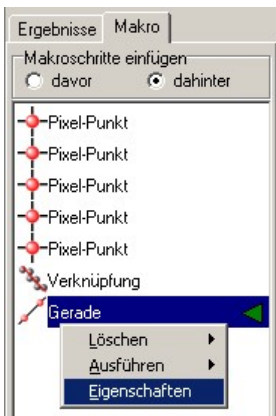 Ergebnisse Makro
Makroschritte einfügen
davor dahinter
Pixel-Punkt
Pixel-Punkt
Pixel-Punkt
Pixel-Punkt
Pixel-Punkt
Verknüpfung
Gerade
Löschen
Ausführen
Eigenschaften